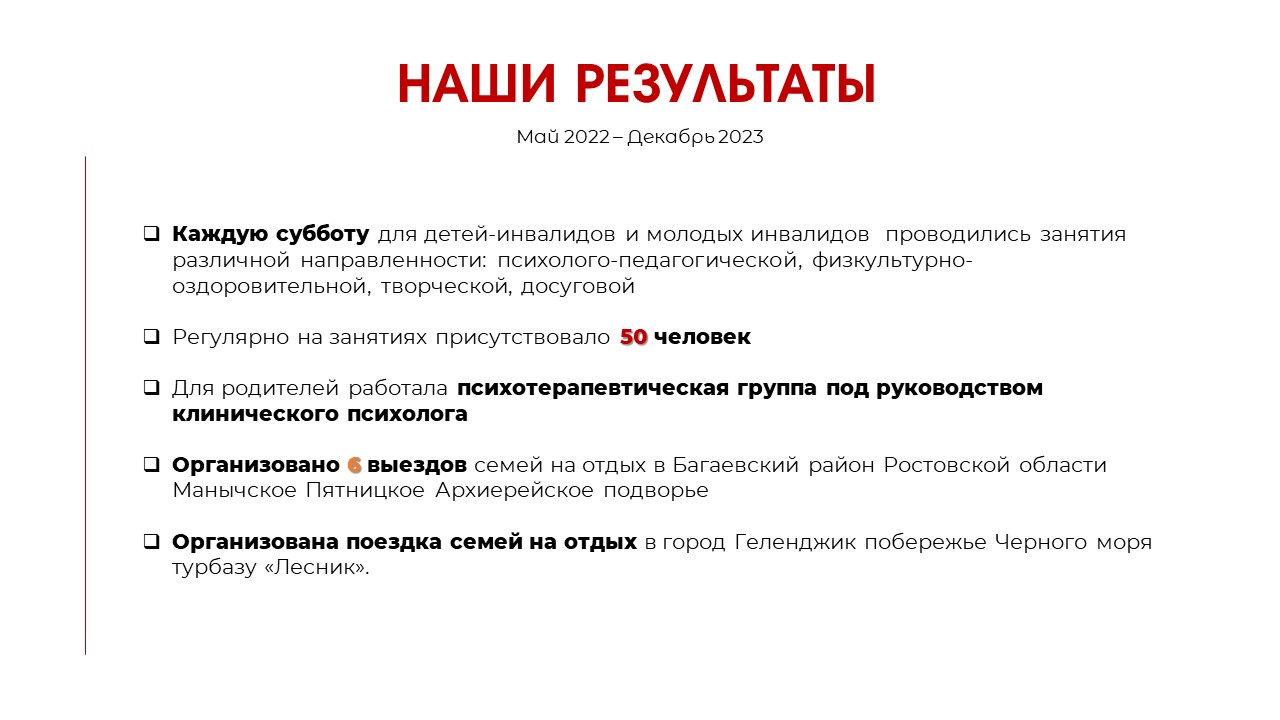 НАШИ РЕЗУЛЬТАТЫ
Май 2022 – Декабрь 2023
Каждую субботу для детей-инвалидов и молодых инвалидов проводились занятия
различной направленности: психолого-педагогической, физкультурно-
оздоровительной, творческой, досуговой
Регулярно на занятиях присутствовало 50 человек
Для родителей работала психотерапевтическая группа под руководством
клинического психолога
Организовано 6 выездов семей на отдых в Багаевский район Ростовской области
Манычское Пятницкое Архиерейское подворье
Организована поездка семей на отдых в город Геленджик побережье Черного моря
турбазу «Лесник».